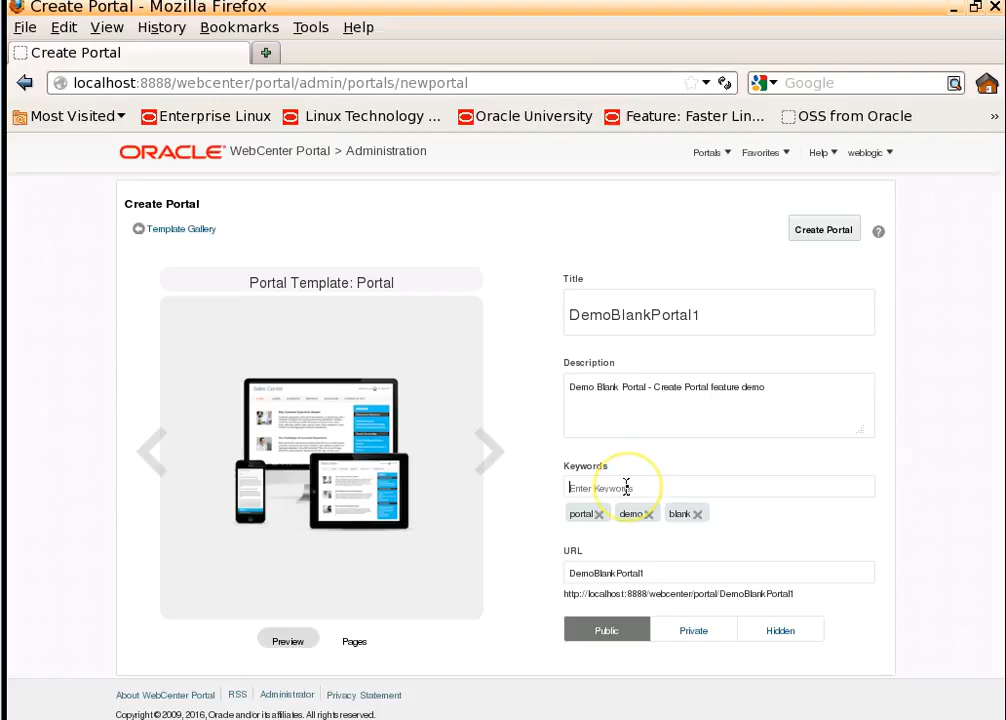 Create Portal - Mozilla Firefox
File Edit View History Bookmarks Tools Help
Create Portal
localhost:8888/webcenter/portal/admin/portals/newportal
Google
Most Visited Enterprise Linux Linux Technology ... Oracle University Feature: Faster Lin... OSS from Oracle »
ORACLE WebCenter Portal > Administration
Portals Favorites Help weblogic
Create Portal
Template Gallery
Create Portal ?
Portal Template: Portal
Title
DemoBlankPortal1
Description
Demo Blank Portal - Create Portal feature demo
Sales Center
Keywords
Enter Keywords
portal demo blank
URL
DemoBlankPortal1
http://localhost:8888/webcenter/portal/DemoBlankPortal1
Public Private Hidden
Preview Pages
About WebCenter Portal RSS Administrator Privacy Statement
Copyright © 2009, 2016, Oracle and/or its affiliates. All rights reserved.